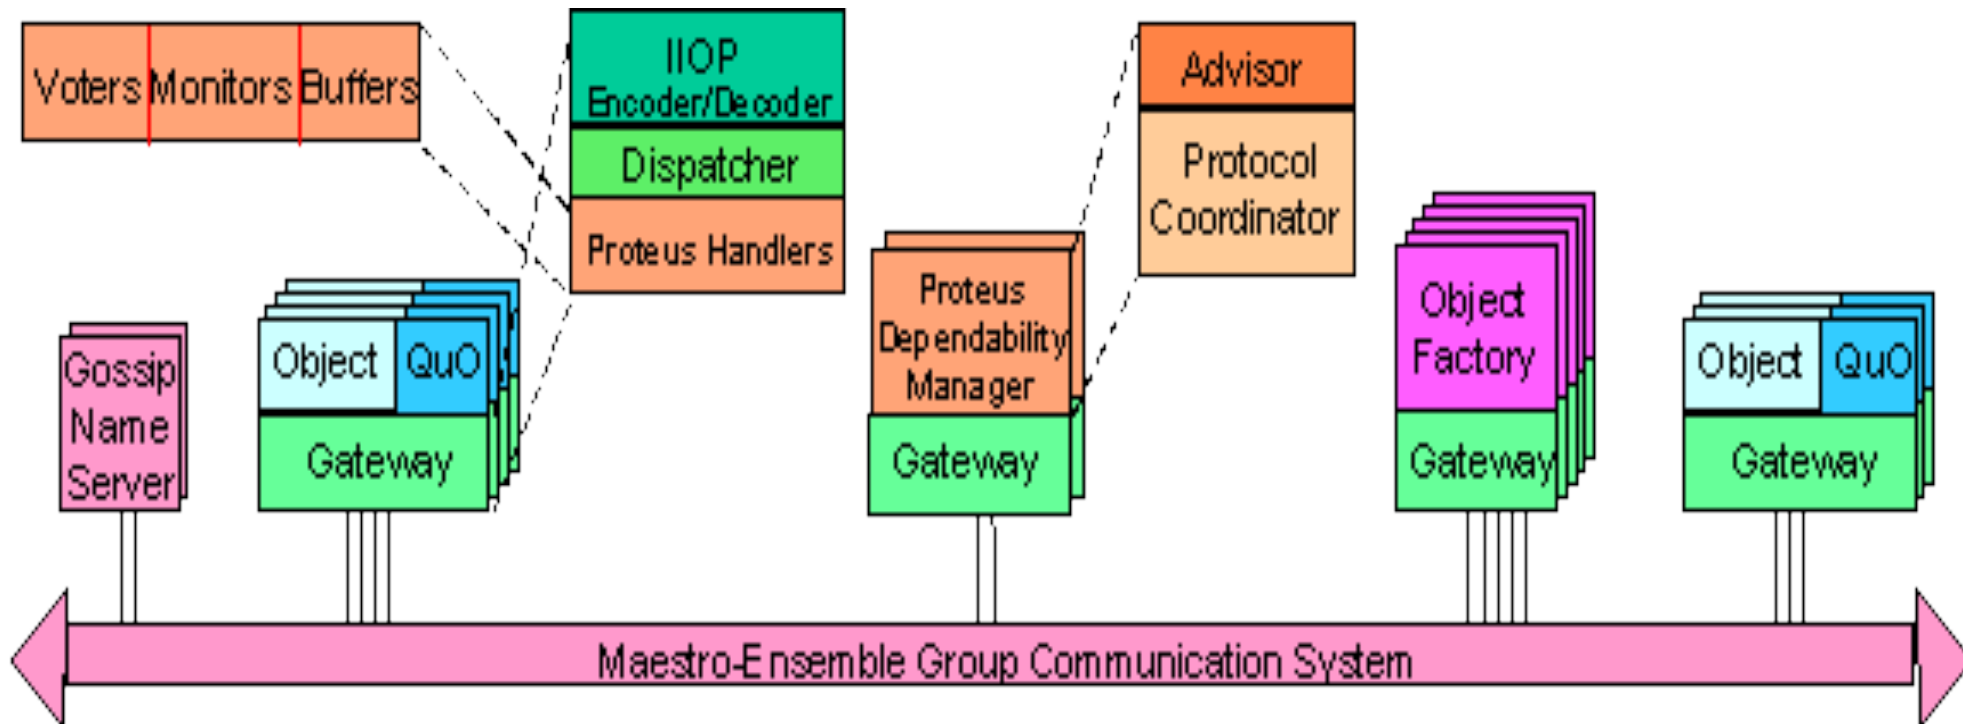 Voters Monitors Buffers
IIOP
Encoder/Decoder
Dispatcher
Proteus Handlers
Advisor
Protocol
Coordinator
Gossip
Name
Server
Object QuO
Gateway
Proteus
Dependability
Manager
Gateway
Object
Factory
Gateway
Object QuO
Gateway
Maestro-Ensemble Group Communication System